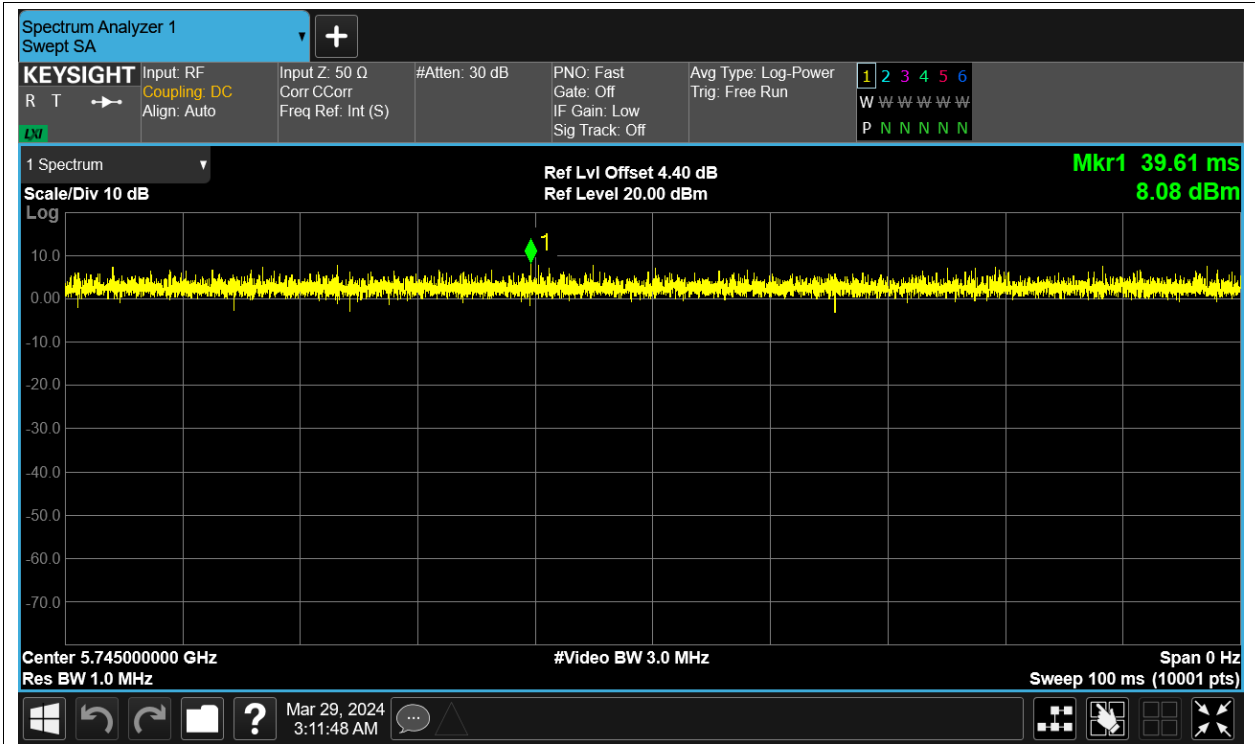 Spectrum Analyzer 1
Swept SA
KEYSIGHT
R T
LXI
Input: RF
Coupling: DC
Align: Auto
Input Z: 50 Ω
Corr CCorr
Freq Ref: Int (S)
#Atten: 30 dB
PNO: Fast
Gate: Off
IF Gain: Low
Sig Track: Off
Avg Type: Log-Power
Trig: Free Run
1 2 3 4 5 6
W W W W W W
P N N N N N
1 Spectrum
Scale/Div 10 dB
Log
Ref Lvl Offset 4.40 dB
Ref Level 20.00 dBm
Mkr1 39.61 ms
8.08 dBm
1
10.0
0.00
-10.0
-20.0
-30.0
-40.0
-50.0
-60.0
-70.0
Center 5.745000000 GHz
Res BW 1.0 MHz
#Video BW 3.0 MHz
Span 0 Hz
Sweep 100 ms (10001 pts)
?
Mar 29, 2024
3:11:48 AM